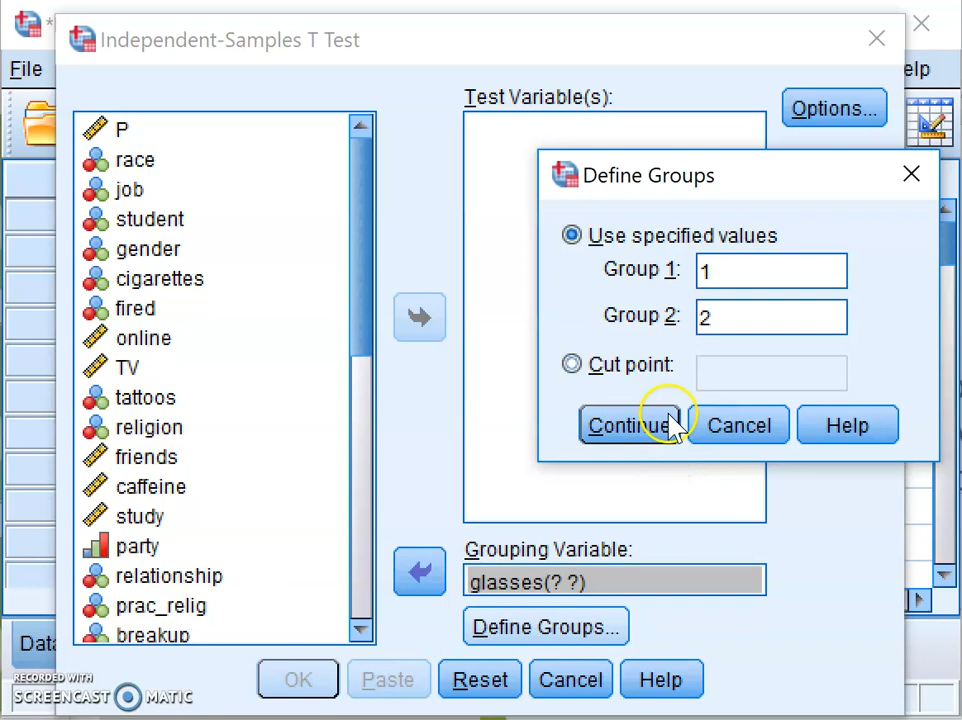 *
Independent-Samples T Test
File
elp
Test Variable(s):
Options...
P
race
job
student
gender
cigarettes
fired
online
TV
tattoos
religion
friends
caffeine
study
party
relationship
prac_relig
breakup
Define Groups
Use specified values
Group 1:
1
Group 2:
2
Cut point:
Continue
Cancel
Help
Grouping Variable:
glasses(? ?)
Define Groups...
Data
OK
Paste
Reset
Cancel
Help
RECORDED WITH
SCREENCAST MATIC